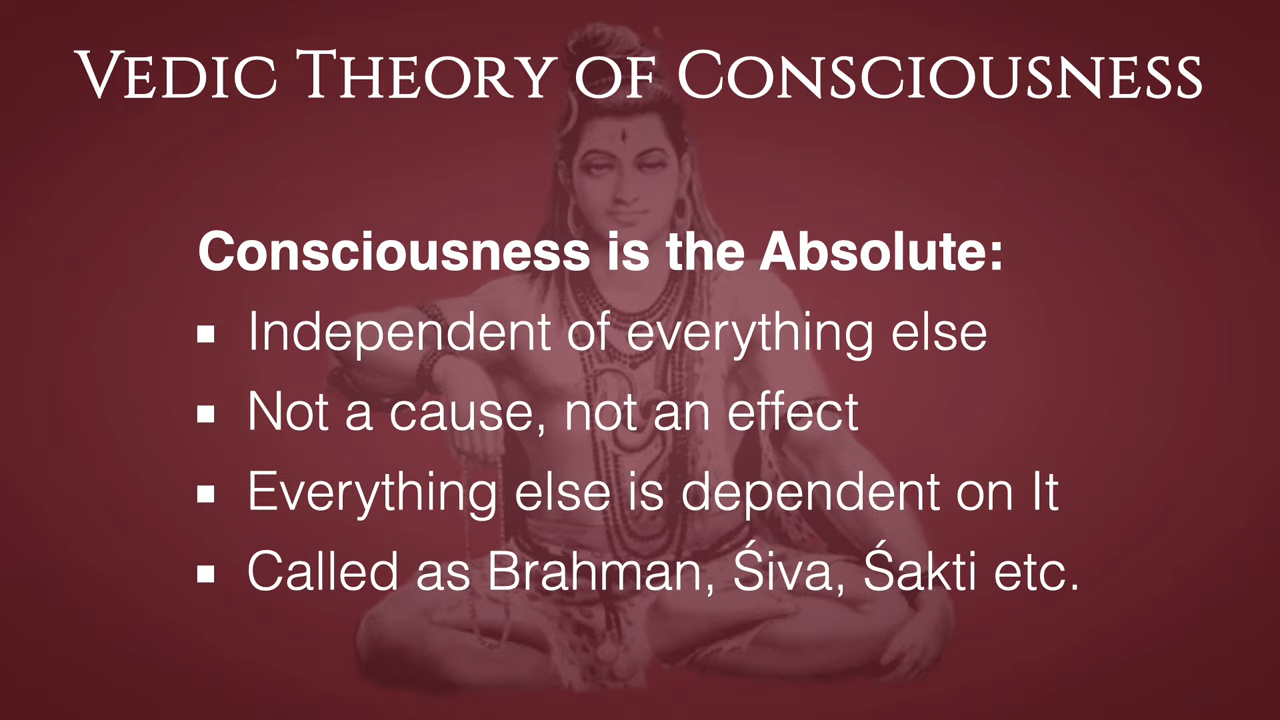 VEDIC THEORY OF CONSCIOUSNESS
Consciousness is the Absolute:
▪ Independent of everything else
▪ Not a cause, not an effect
▪ Everything else is dependent on It
▪ Called as Brahman, Śiva, Śakti etc.